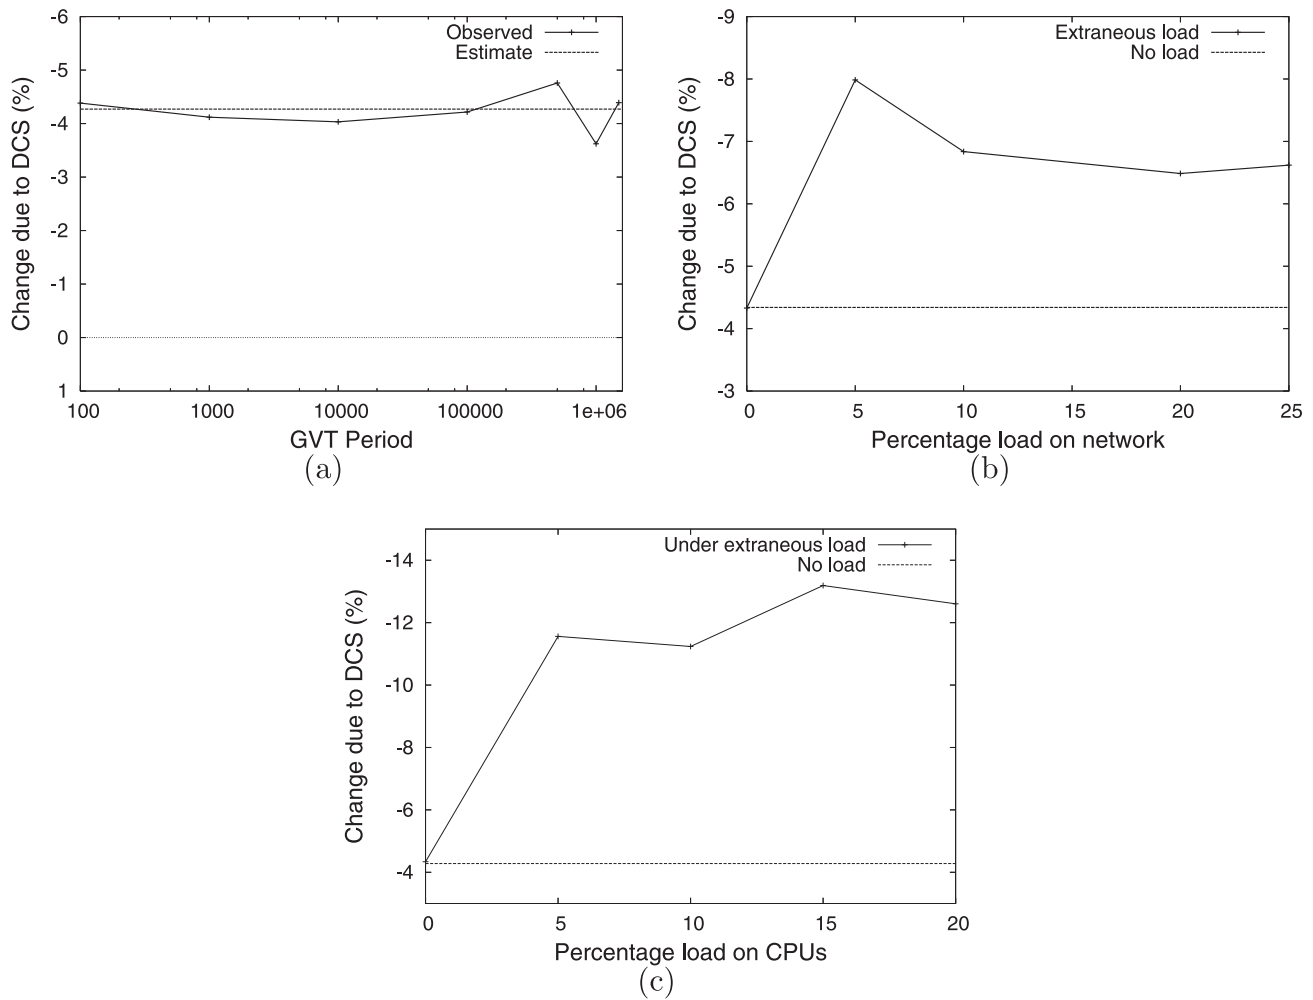 -6
-5
-4
-3
-2
-1
0
1
Change due to DCS (%)
Observed
Estimate
100
1000
10000
100000
1e+06
GVT Period
(a)
-9
-8
-7
-6
-5
-4
-3
Change due to DCS (%)
Extraneous load
No load
0
5
10
15
20
25
Percentage load on network
(b)
-14
-12
-10
-8
-6
-4
Change due to DCS (%)
Under extraneous load
No load
0
5
10
15
20
Percentage load on CPUs
(c)